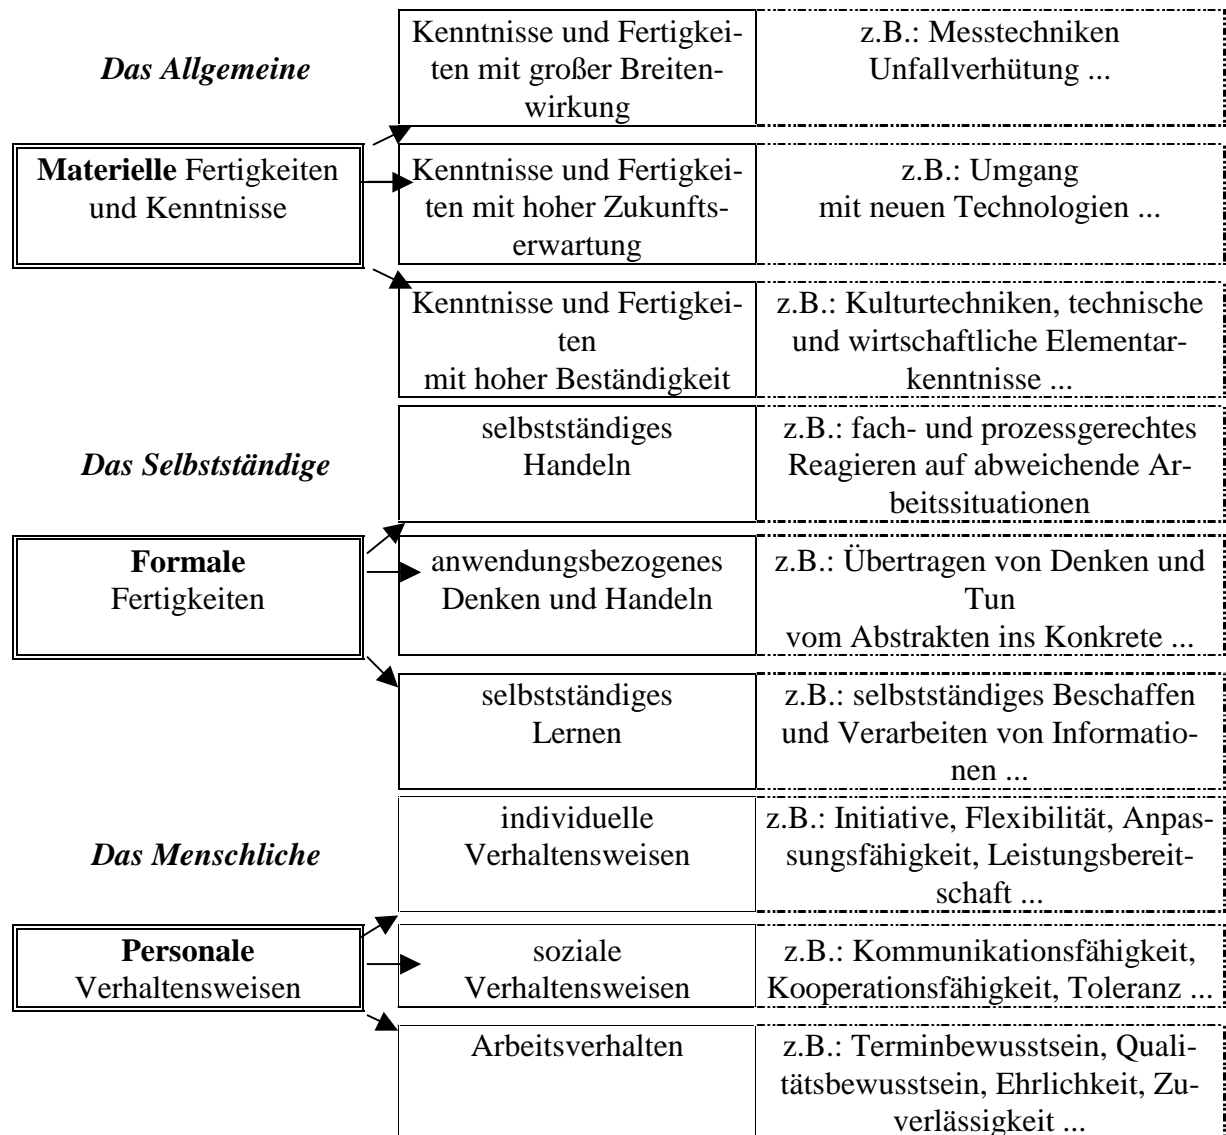 Das Allgemeine
Kenntnisse und Fertigkei-
ten mit großer Breiten-
wirkung
z.B.: Messtechniken
Unfallverhütung ...
Materielle Fertigkeiten
und Kenntnisse
Kenntnisse und Fertigkei-
ten mit hoher Zukunfts-
erwartung
z.B.: Umgang
mit neuen Technologien ...
Kenntnisse und Fertigkei-
ten
mit hoher Beständigkeit
z.B.: Kulturtechniken, technische
und wirtschaftliche Elementar-
kenntnisse ...
Das Selbstständige
selbstständiges
Handeln
z.B.: fach- und prozessgerechtes
Reagieren auf abweichende Ar-
beitssituationen
Formale
Fertigkeiten
anwendungsbezogenes
Denken und Handeln
z.B.: Übertragen von Denken und
Tun
vom Abstrakten ins Konkrete ...
selbstständiges
Lernen
z.B.: selbstständiges Beschaffen
und Verarbeiten von Informatio-
nen ...
Das Menschliche
individuelle
Verhaltensweisen
z.B.: Initiative, Flexibilität, Anpas-
sungsfähigkeit, Leistungsbereit-
schaft ...
Personale
Verhaltensweisen
soziale
Verhaltensweisen
z.B.: Kommunikationsfähigkeit,
Kooperationsfähigkeit, Toleranz ...
Arbeitsverhalten
z.B.: Terminbewusstsein, Quali-
tätsbewusstsein, Ehrlichkeit, Zu-
verlässigkeit ...